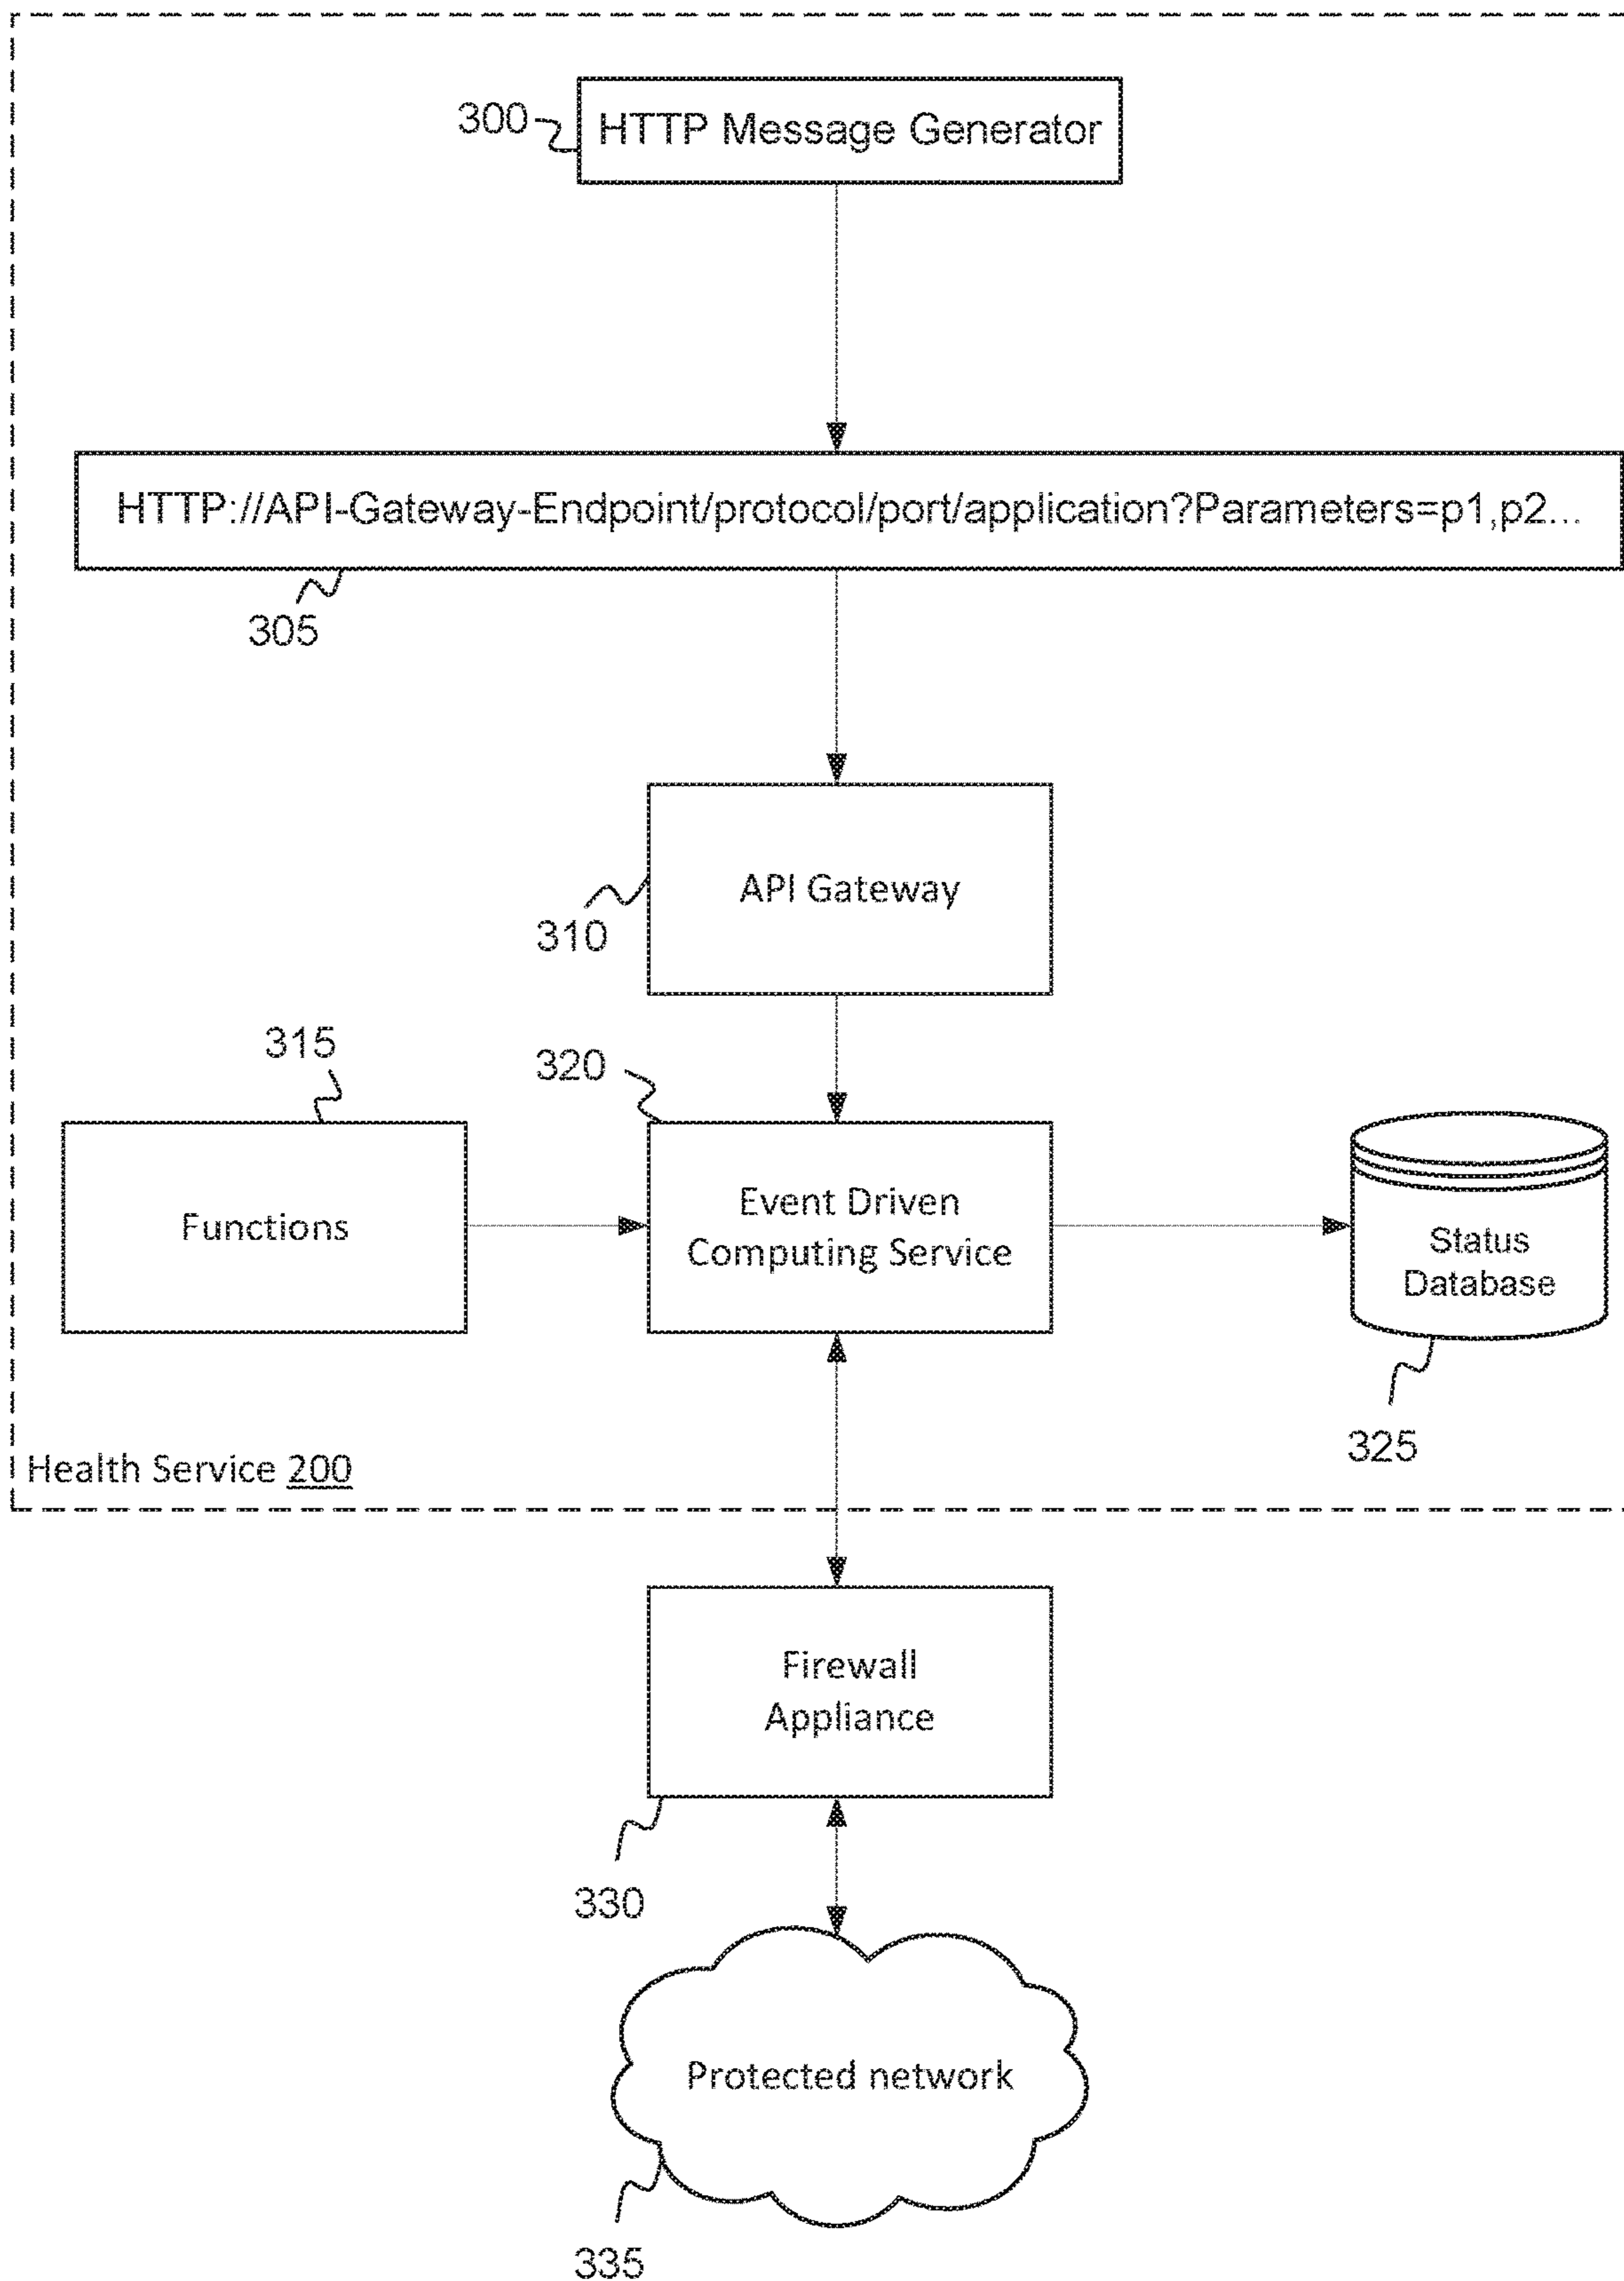 300
HTTP Message Generator
HTTP://API-Gateway-Endpoint/protocol/port/application?Parameters=p1,p2...
305
API Gateway
310
315
320
Functions
Event Driven
Computing Service
Status
Database
325
Health Service 200
Firewall
Appliance
330
Protected network
335